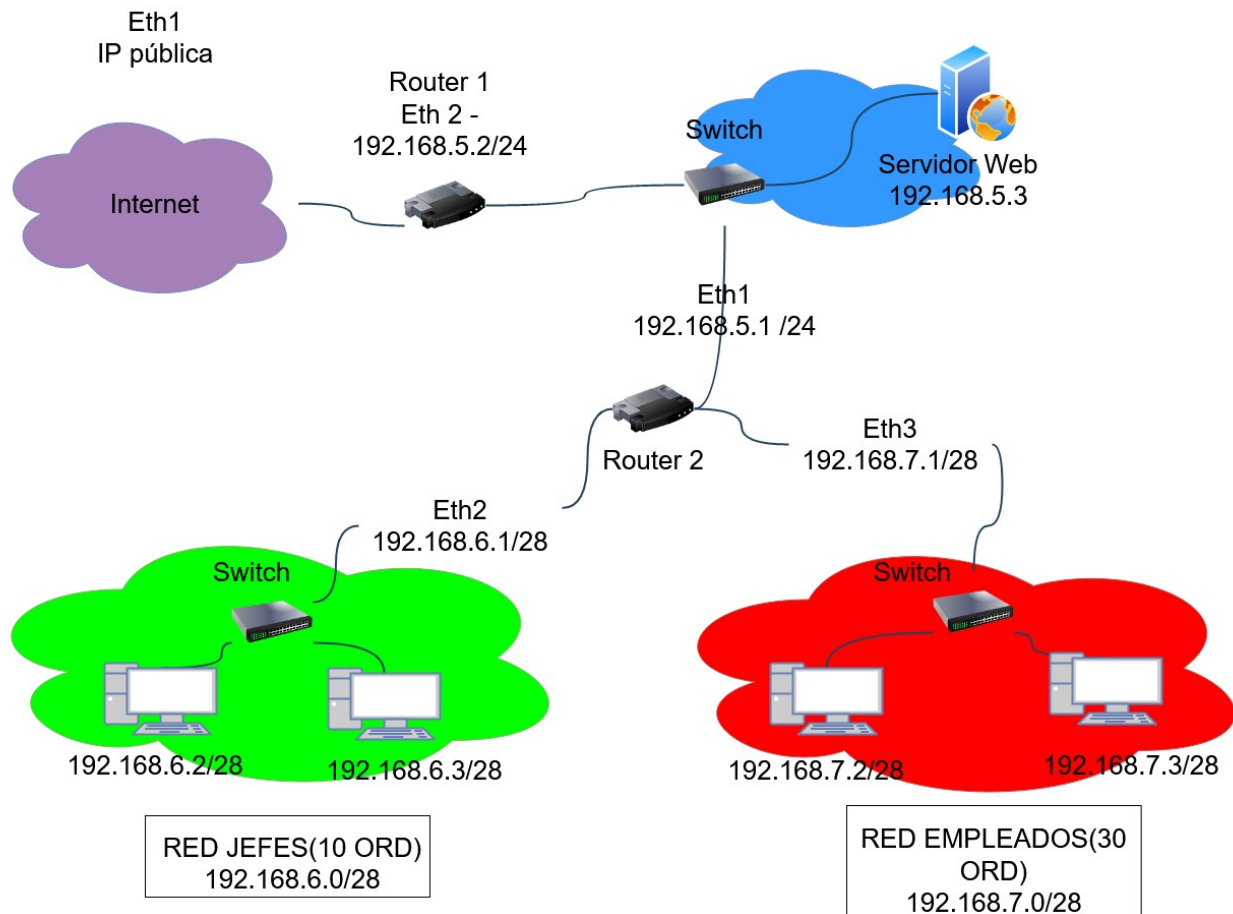 Eth1
IP pública
Router 1
Eth 2 -
192.168.5.2/24
Switch
Servidor Web
192.168.5.3
Internet
Eth1
192.168.5.1 /24
Router 2
Eth3
192.168.7.1/28
Eth2
192.168.6.1/28
Switch
192.168.6.2/28
192.168.6.3/28
Switch
192.168.7.2/28
192.168.7.3/28
RED JEFES(10 ORD)
192.168.6.0/28
RED EMPLEADOS(30
ORD)
192.168.7.0/28